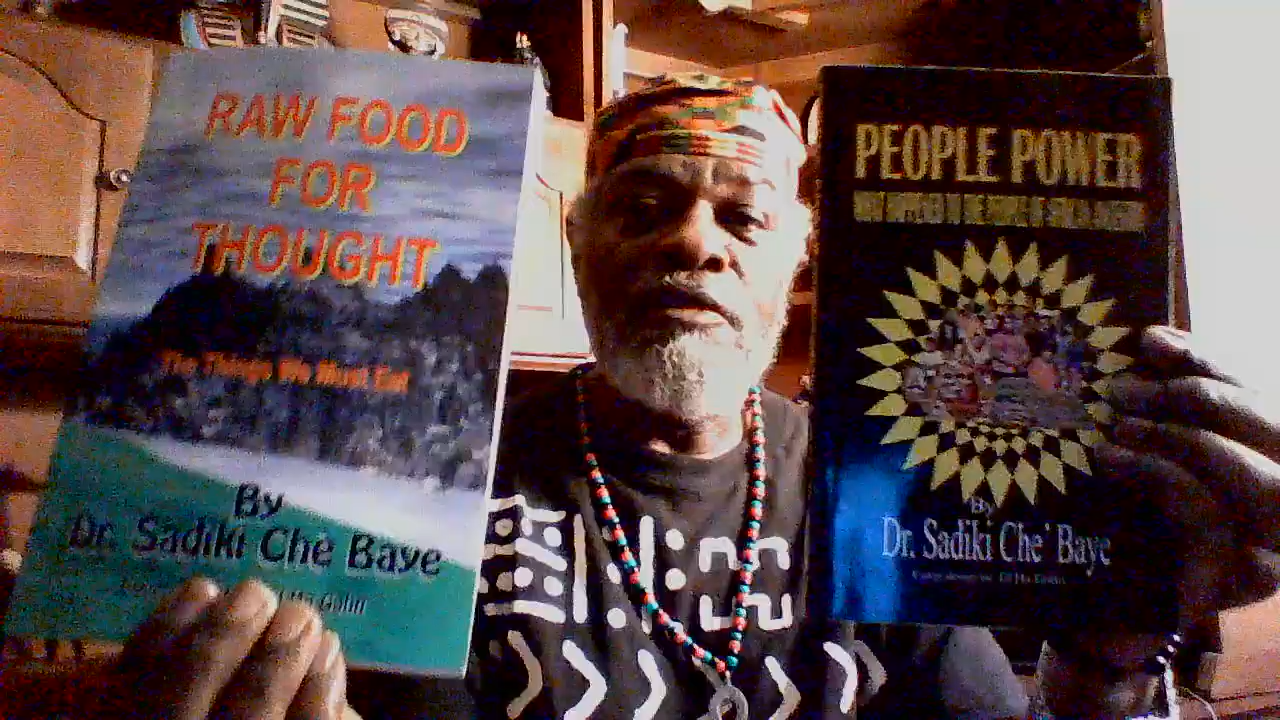 RAW FOOD
FOR
THOUGHT
The Things We Must Eat
By
Dr. Sadiki Che Baye
PEOPLE POWER
By
Dr. Sadiki Che' Baye